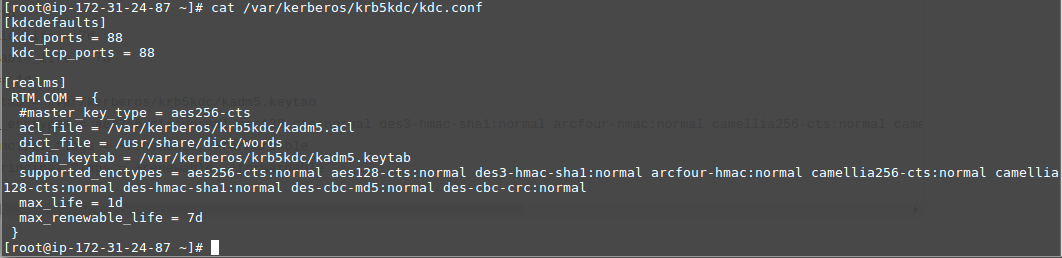 [root@ip-172-31-24-87 ~]# cat /var/kerberos/krb5kdc/kdc.conf
[kdcdefaults]
 kdc_ports = 88
 kdc_tcp_ports = 88

[realms]
 RTM.COM = {
  #master_key_type = aes256-cts
  acl_file = /var/kerberos/krb5kdc/kadm5.acl
  dict_file = /usr/share/dict/words
  admin_keytab = /var/kerberos/krb5kdc/kadm5.keytab
  supported_enctypes = aes256-cts:normal aes128-cts:normal des3-hmac-sha1:normal arcfour-hmac:normal camellia256-cts:normal camellia
128-cts:normal des-hmac-sha1:normal des-cbc-md5:normal des-cbc-crc:normal
  max_life = 1d
  max_renewable_life = 7d
 }
[root@ip-172-31-24-87 ~]#